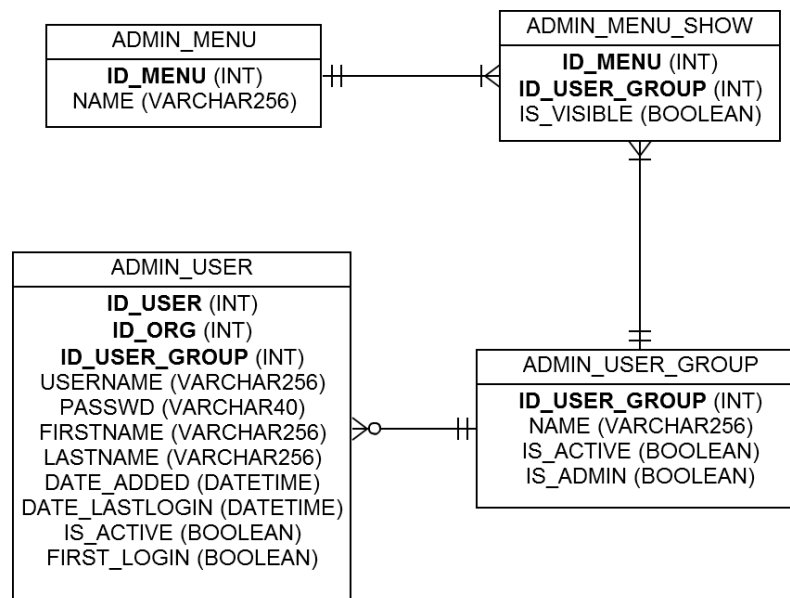 ADMIN_MENU
ID_MENU (INT)
NAME (VARCHAR256)
ADMIN_MENU_SHOW
ID_MENU (INT)
ID_USER_GROUP (INT)
IS_VISIBLE (BOOLEAN)
ADMIN_USER
ID_USER (INT)
ID_ORG (INT)
ID_USER_GROUP (INT)
USERNAME (VARCHAR256)
PASSWD (VARCHAR40)
FIRSTNAME (VARCHAR256)
LASTNAME (VARCHAR256)
DATE_ADDED (DATETIME)
DATE_LASTLOGIN (DATETIME)
IS_ACTIVE (BOOLEAN)
FIRST_LOGIN (BOOLEAN)
ADMIN_USER_GROUP
ID_USER_GROUP (INT)
NAME (VARCHAR256)
IS_ACTIVE (BOOLEAN)
IS_ADMIN (BOOLEAN)